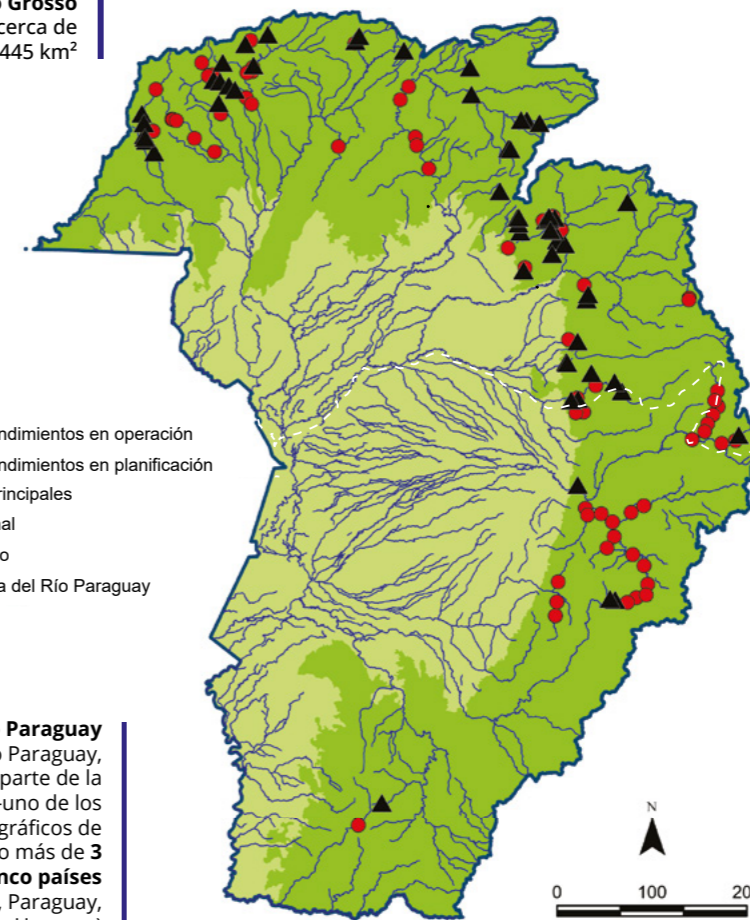 Grosso
cerca de
445 km²
ndimientos en operación
ndimientos en planificación
rincipales
al
o
a del Río Paraguay
Paraguay
o Paraguay,
parte de la
-uno de los
gráficos de
o más de 3
nco países
, Paraguay,
N
0 100 20